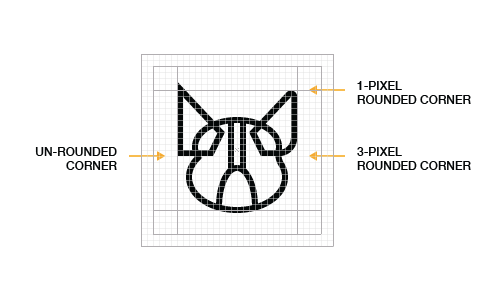 1-PIXEL
ROUNDED CORNER
UN-ROUNDED
CORNER
3-PIXEL
ROUNDED CORNER